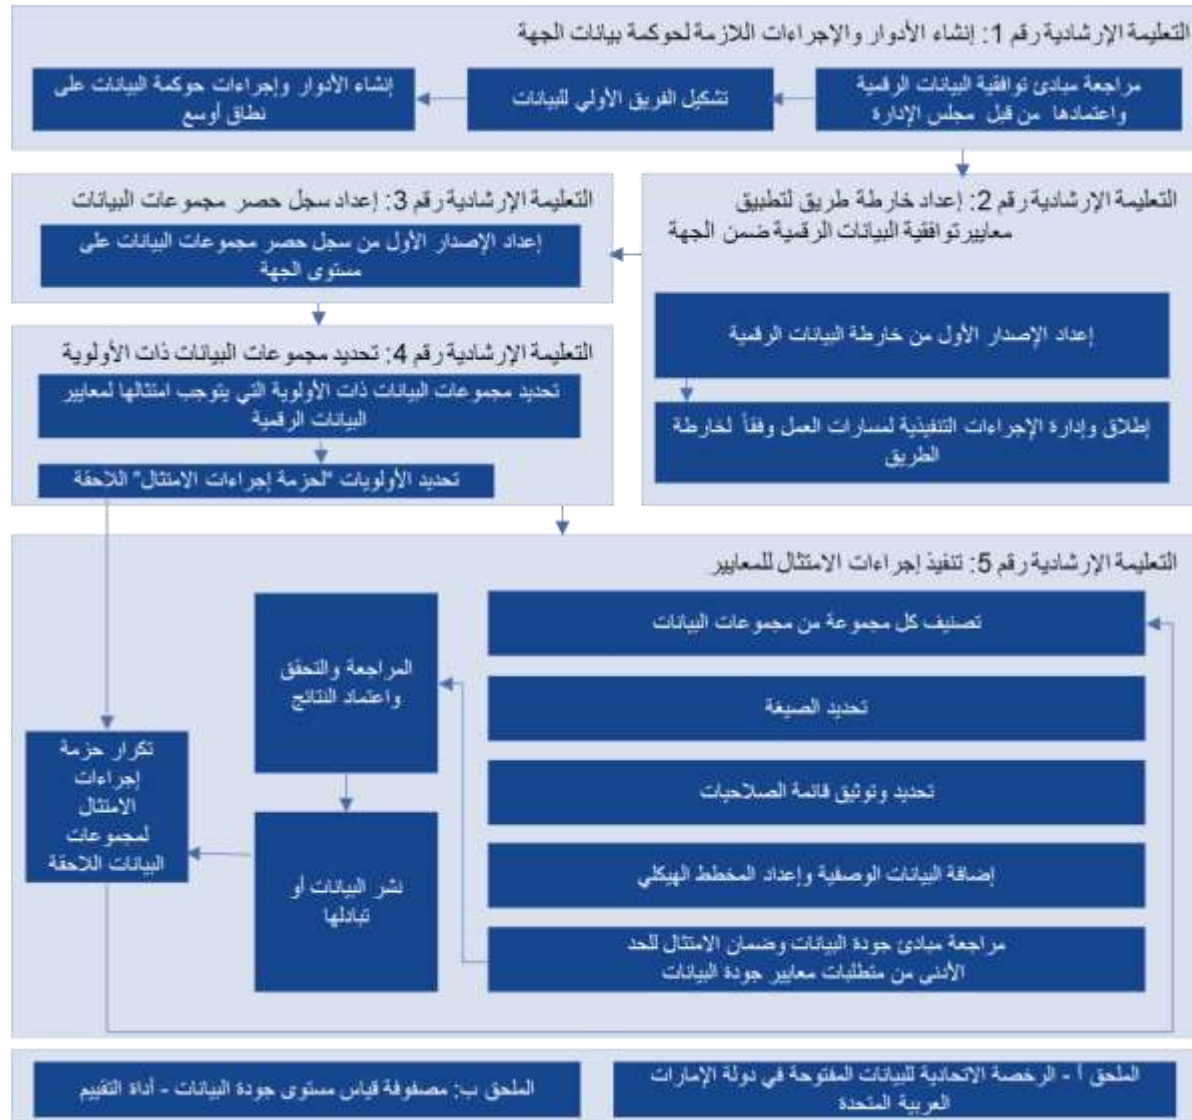 التعليمة الإرشادية رقم 1: إنشاء الأدوار والإجراءات اللازمة لحوكمة بيانات الجهة
مراجعة مبادئ توافقية البيانات الرقمية
واعتمادها من قبل مجلس الإدارة
تشكيل الفريق الأولي للبيانات
إنشاء الأدوار وإجراءات حوكمة البيانات على
نطاق أوسع
التعليمة الإرشادية رقم 2: إعداد خارطة طريق لتطبيق
معايير توافقية البيانات الرقمية ضمن الجهة
إعداد الإصدار الأول من خارطة البيانات الرقمية
إطلاق وإدارة الإجراءات التنفيذية لمسارات العمل وفقاً لخارطة
الطريق
التعليمة الإرشادية رقم 3: إعداد سجل حصر مجموعات البيانات
إعداد الإصدار الأول من سجل حصر مجموعات البيانات على
مستوى الجهة
التعليمة الإرشادية رقم 4: تحديد مجموعات البيانات ذات الأولوية
تحديد مجموعات البيانات ذات الأولوية التي يتوجب امتثالها لمعايير
البيانات الرقمية
تحديد الأولويات "لحزمة إجراءات الامتثال" اللاحقة
التعليمة الإرشادية رقم 5: تنفيذ إجراءات الامتثال للمعايير
تصنيف كل مجموعة من مجموعات البيانات
تحديد الصيغة
تحديد وتوثيق قائمة الصلاحيات
إضافة البيانات الوصفية وإعداد المخطط الهيكلي
مراجعة مبادئ جودة البيانات وضمان الامتثال للحد
الأدنى من متطلبات معايير جودة البيانات
المراجعة والتحقق
واعتماد النتائج
نشر البيانات أو
تبادلها
تكرار حزمة
إجراءات
الامتثال
لمجموعات
البيانات اللاحقة
الملحق أ - الرخصة الاتحادية للبيانات المفتوحة في دولة الإمارات
العربية المتحدة
الملحق ب: مصفوفة قياس مستوى جودة البيانات - أداة التقييم